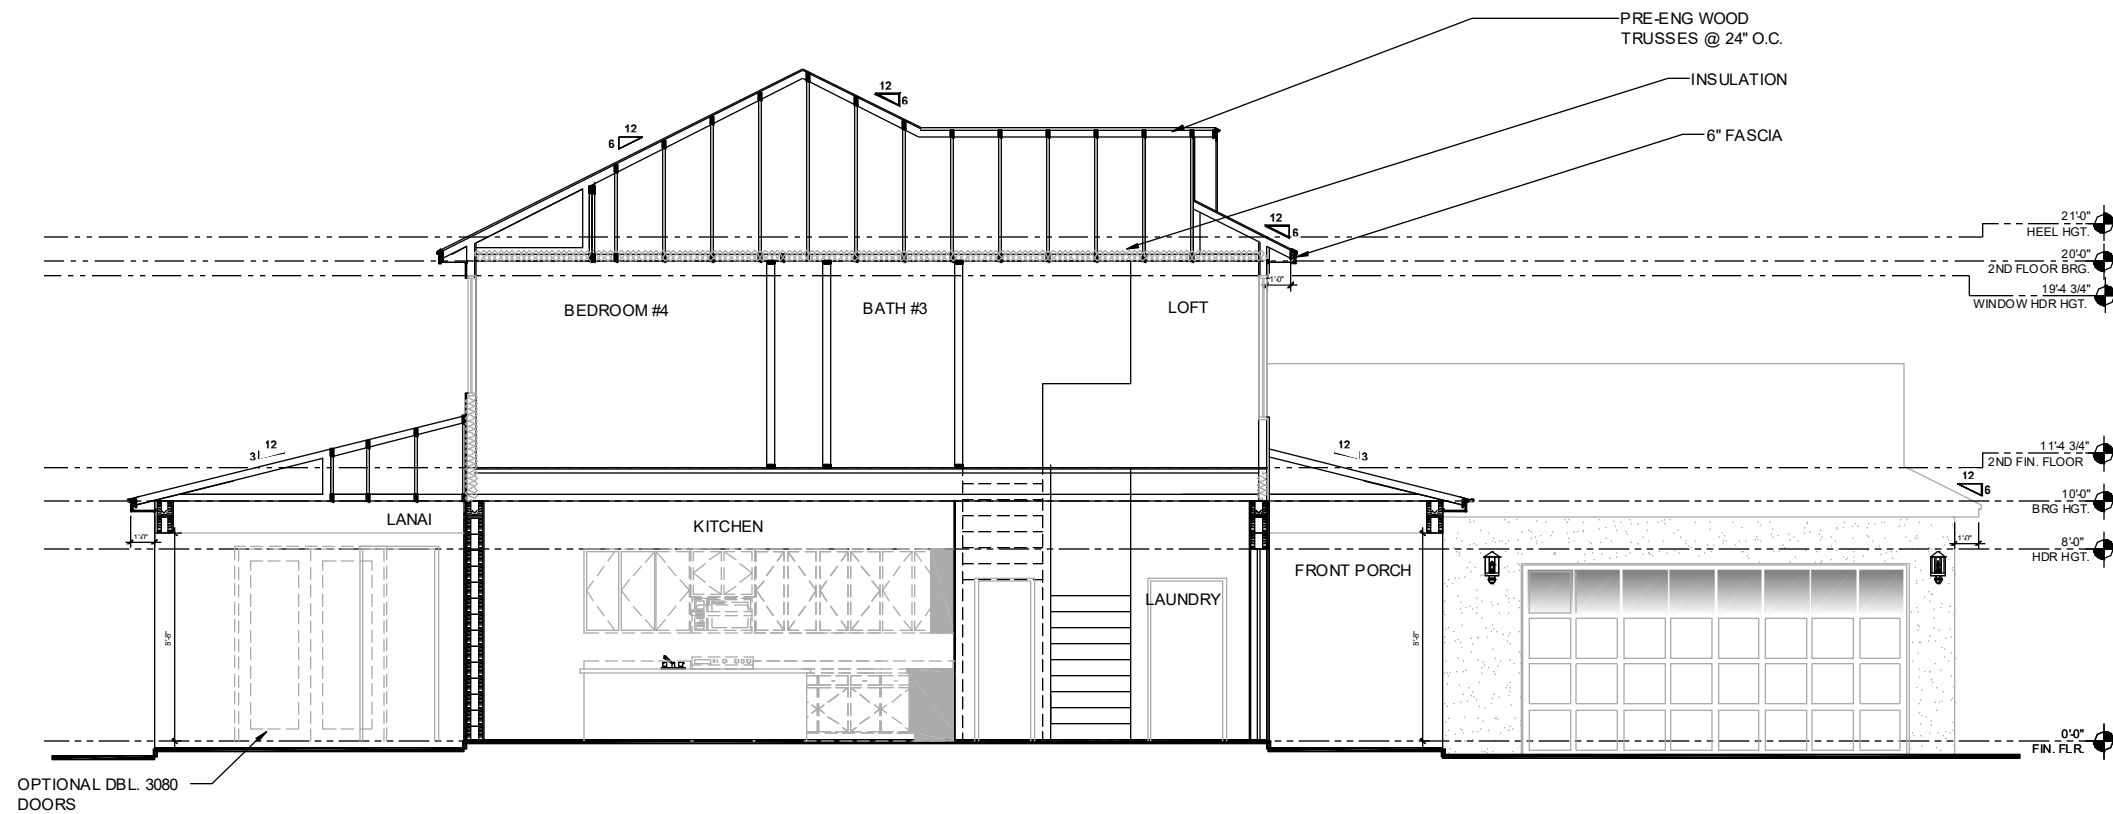 PRE-ENG WOOD
TRUSSES @ 24" O.C.
INSULATION
6" FASCIA
12
6
12
6
12
6
21'-0"
HEEL HGT.
20'-0"
2ND FLOOR BRG.
19'-4 3/4"
WINDOW HDR HGT.
1'-0"
BEDROOM #4
BATH #3
LOFT
12
3
12
3
11'-4 3/4"
2ND FIN. FLOOR
12
6
10'-0"
BRG HGT.
LANAI
KITCHEN
1'-0"
1'-0"
8'-0"
HDR HGT.
FRONT PORCH
LAUNDRY
8'-8"
8'-8"
0'-0"
FIN. FLR.
OPTIONAL DBL. 3080
DOORS